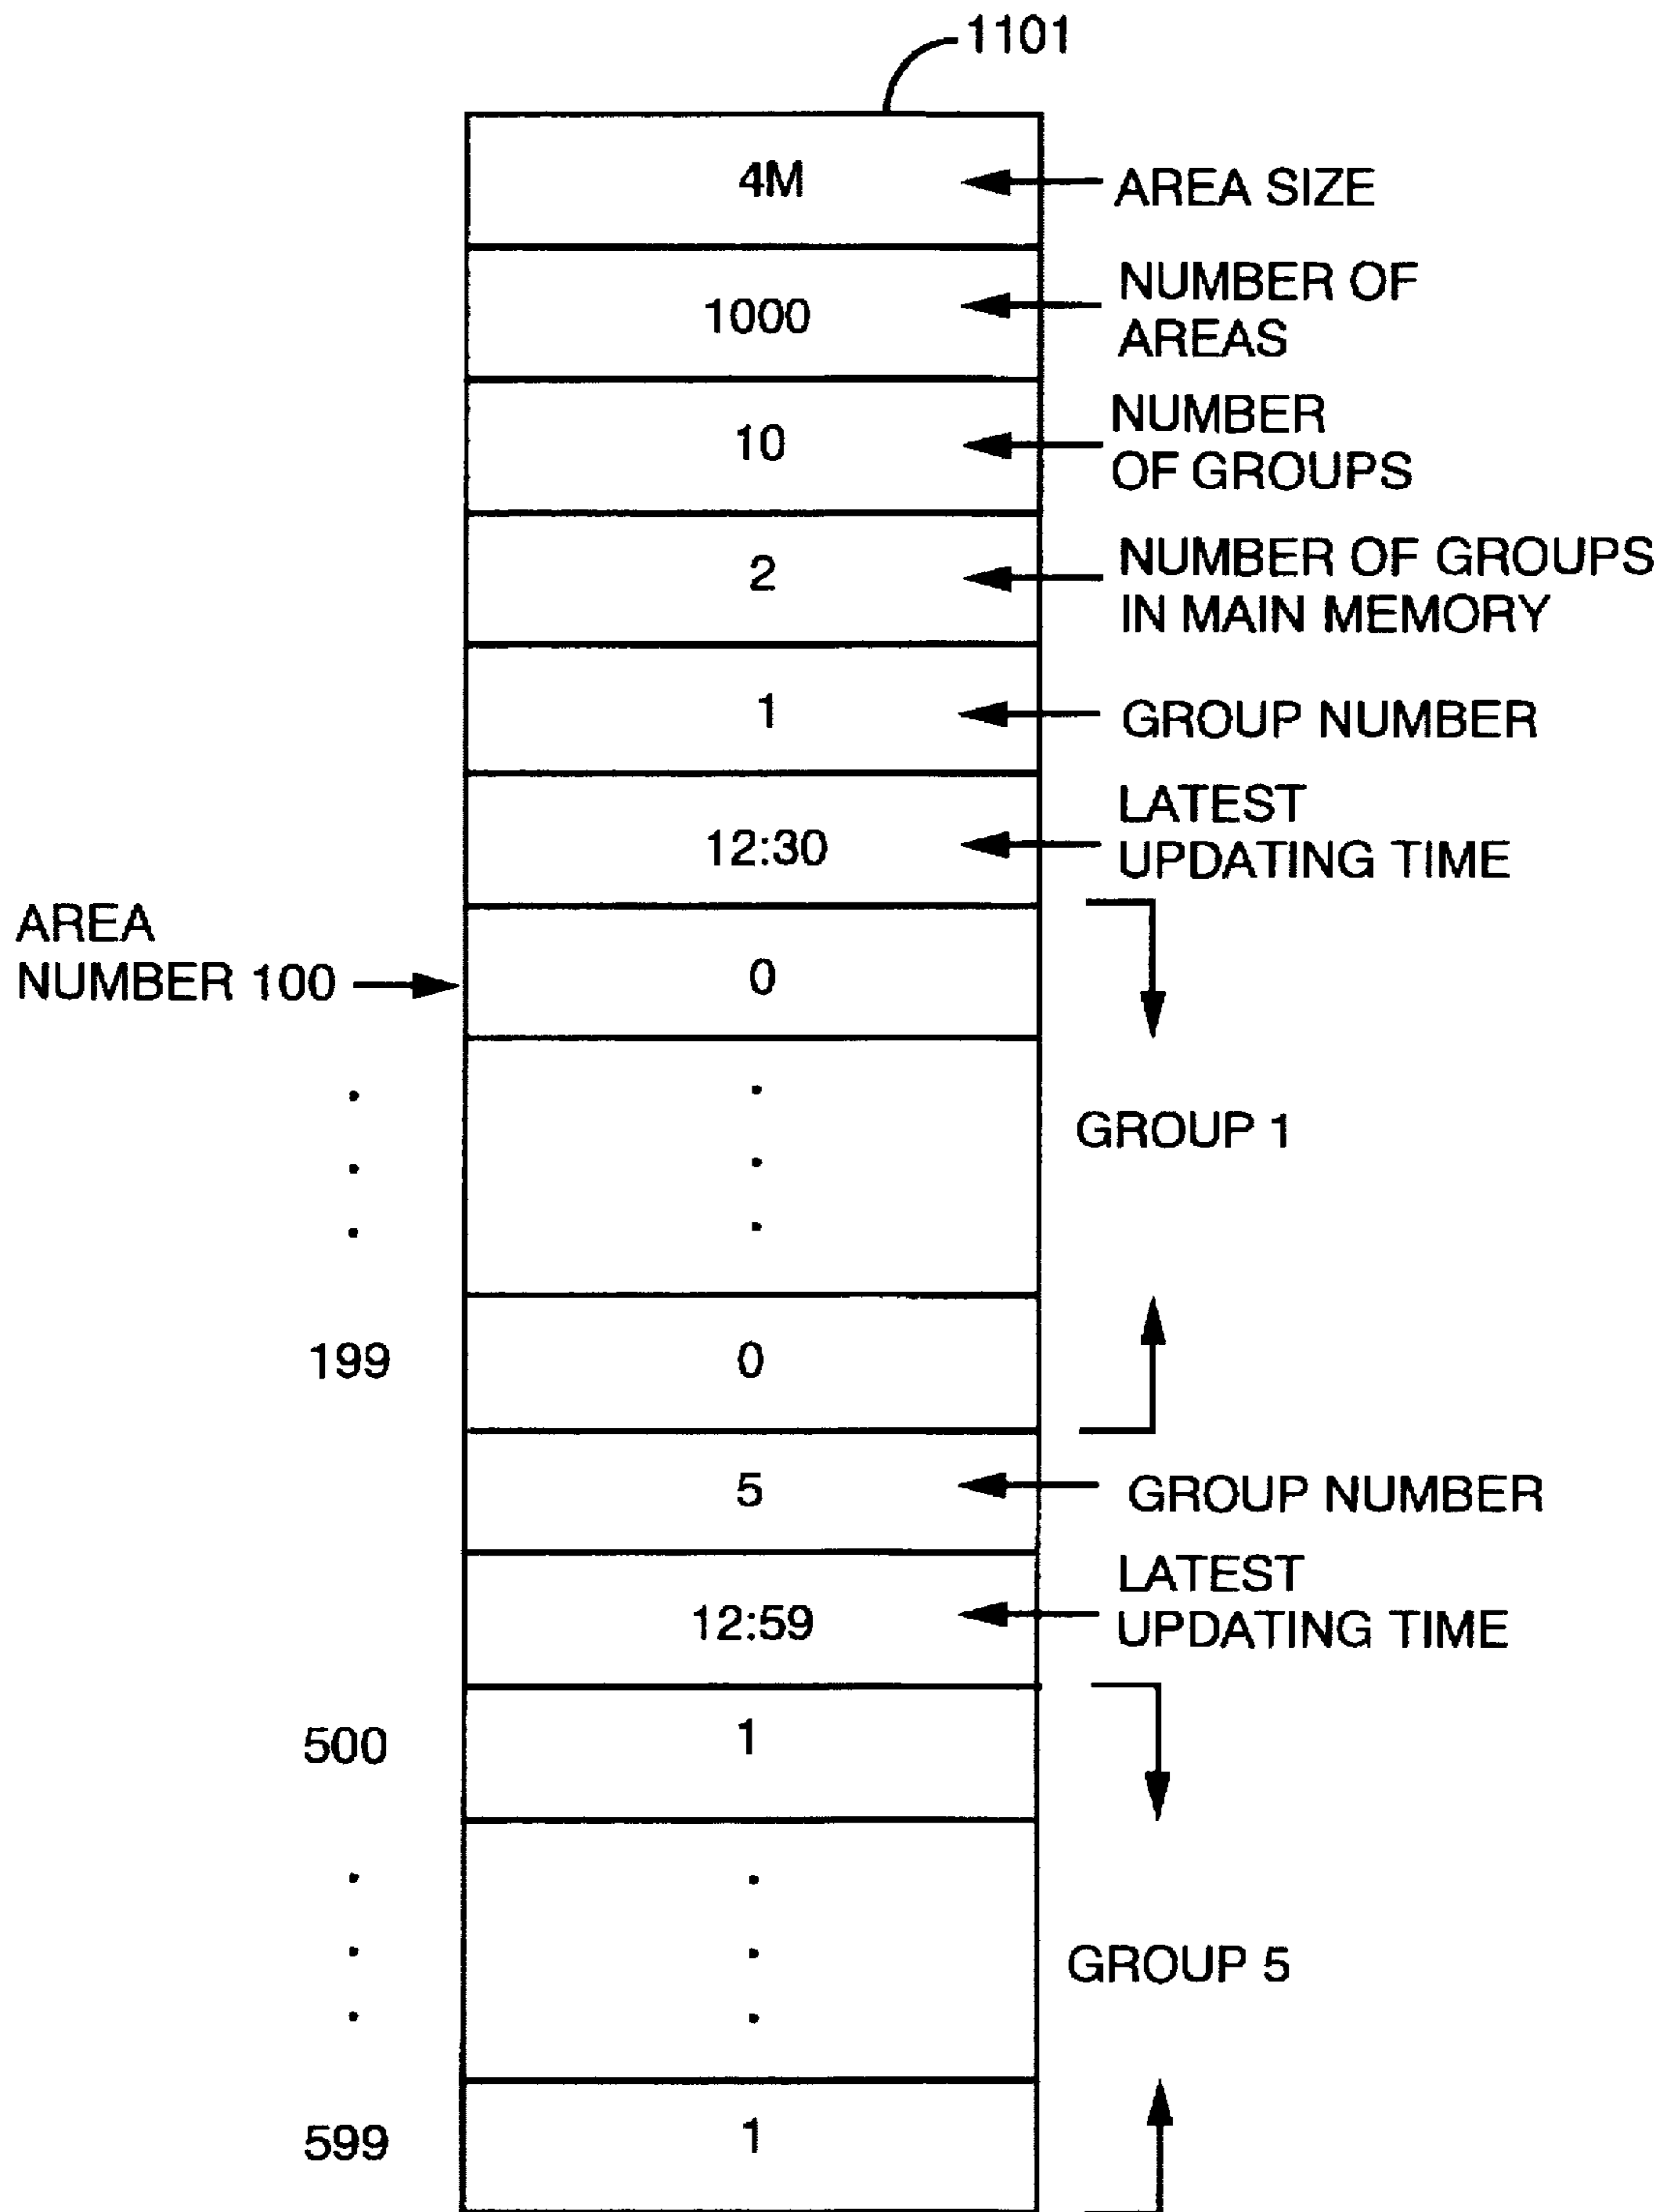 1101
4M
AREA SIZE
1000
NUMBER OF
AREAS
10
NUMBER
OF GROUPS
2
NUMBER OF GROUPS
IN MAIN MEMORY
1
GROUP NUMBER
12:30
LATEST
UPDATING TIME
AREA
NUMBER 100
0
GROUP 1
199
0
5
GROUP NUMBER
12:59
LATEST
UPDATING TIME
500
1
GROUP 5
599
1